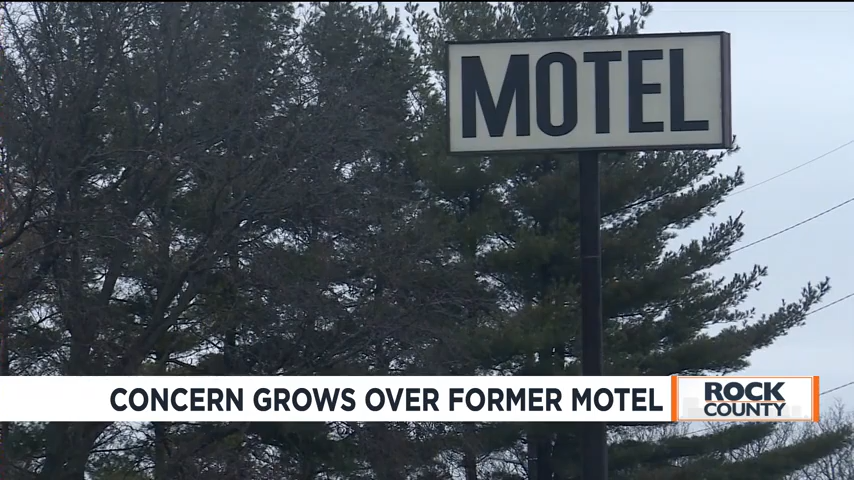 MOTEL
CONCERN GROWS OVER FORMER MOTEL
ROCK
COUNTY